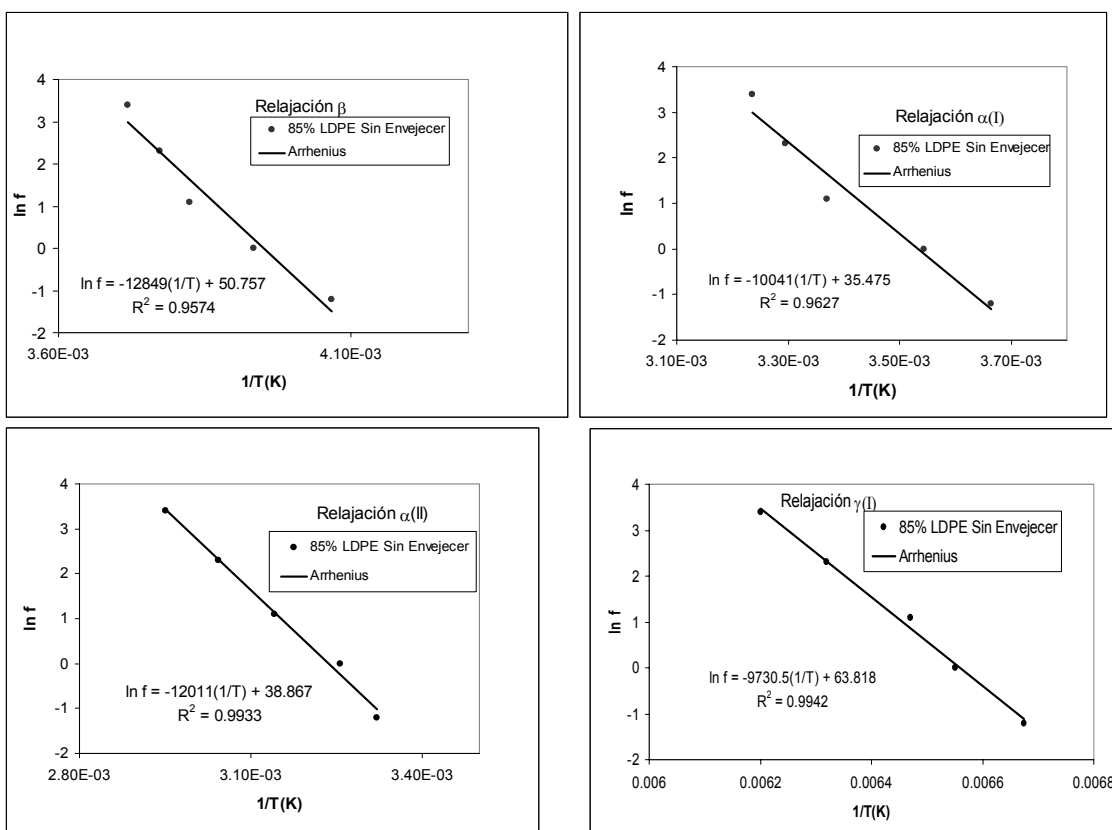 Relajación β
85% LDPE Sin Envejecer
Arrhenius
4
3
2
1
0
-1
-2
ln f
ln f = -12849(1/T) + 50.757
R² = 0.9574
3.60E-03 4.10E-03
1/T(K)
Relajación α(I)
85% LDPE Sin Envejecer
Arrhenius
4
3
2
1
0
-1
-2
ln f
ln f = -10041(1/T) + 35.475
R² = 0.9627
3.10E-03 3.30E-03 3.50E-03 3.70E-03
1/T(K)
Relajación α(II)
85% LDPE Sin Envejecer
Arrhenius
4
3
2
1
0
-1
-2
ln f
ln f = -12011(1/T) + 38.867
R² = 0.9933
2.80E-03 3.10E-03 3.40E-03
1/T(K)
Relajación γ(I)
85% LDPE Sin Envejecer
Arrhenius
4
3
2
1
0
-1
-2
ln f
ln f = -9730.5(1/T) + 63.818
R² = 0.9942
0.006 0.0062 0.0064 0.0066 0.0068
1/T(K)